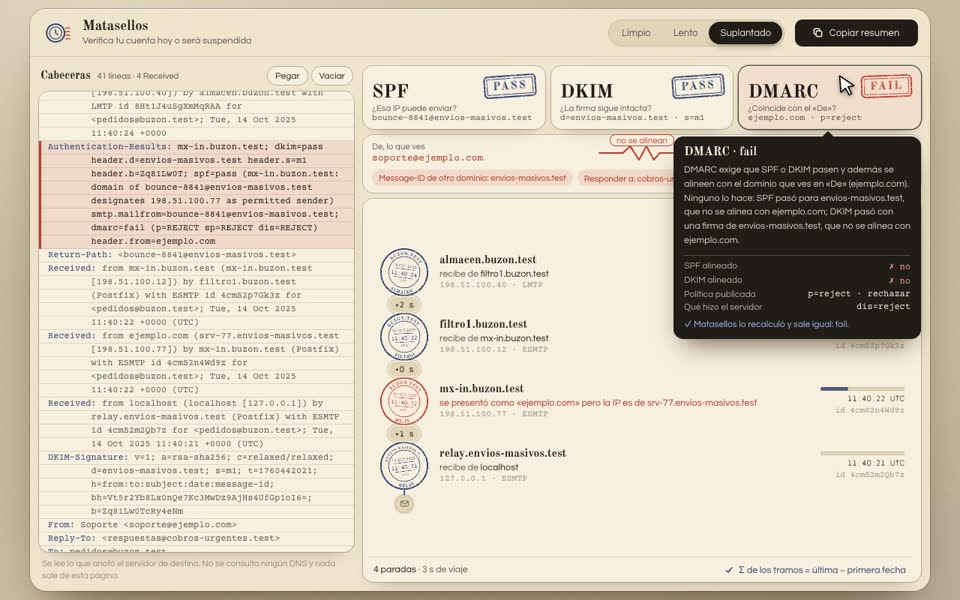 Matasellos
Verifica tu cuenta hoy o será suspendida
Limpio
Lento
Suplantado
Copiar resumen
Cabeceras 41 líneas · 4 Received
Pegar
Vaciar
[198.51.100.40]) by almacen.buzon.test with
LMTP id 8Ht1J4uSgXmMqRAA for
<pedidos@buzon.test>; Tue, 14 Oct 2025
11:40:24 +0000
Authentication-Results: mx-in.buzon.test; dkim=pass
header.d=envios-masivos.test header.s=m1
header.b=Zq81Lw0T; spf=pass (mx-in.buzon.test:
domain of bounce-8841@envios-masivos.test
designates 198.51.100.77 as permitted sender)
smtp.mailfrom=bounce-8841@envios-masivos.test;
dmarc=fail (p=REJECT sp=REJECT dis=REJECT)
header.from=ejemplo.com
Return-Path: <bounce-8841@envios-masivos.test>
Received: from mx-in.buzon.test (mx-in.buzon.test
[198.51.100.12]) by filtro1.buzon.test
(Postfix) with ESMTP id 4cmS2p7Gk3z for
<pedidos@buzon.test>; Tue, 14 Oct 2025
11:40:22 +0000 (UTC)
Received: from ejemplo.com (srv-77.envios-masivos.test
[198.51.100.77]) by mx-in.buzon.test (Postfix)
with ESMTP id 4cmS2n4Wd9z for
<pedidos@buzon.test>; Tue, 14 Oct 2025
11:40:22 +0000 (UTC)
Received: from localhost (localhost [127.0.0.1]) by
relay.envios-masivos.test (Postfix) with ESMTP
id 4cmS2m2Qb7z for <pedidos@buzon.test>; Tue,
14 Oct 2025 11:40:21 +0000 (UTC)
DKIM-Signature: v=1; a=rsa-sha256; c=relaxed/relaxed;
d=envios-masivos.test; s=m1; t=1760442021;
h=from:to:subject:date:message-id;
bh=Vt5r2Yb8Lx0nQe7Kc3MwDz9AjHs4UfGp1oI6=;
b=Zq81Lw0TcRy4eNm
From: Soporte <soporte@ejemplo.com>
Reply-To: <respuestas@cobros-urgentes.test>
To: pedidos@buzon.test
Se lee lo que anotó el servidor de destino. No se consulta ningún DNS y nada
sale de esta página.
SPF
PASS
¿Esa IP puede enviar?
bounce-8841@envios-masivos.test
DKIM
PASS
¿La firma sigue intacta?
d=envios-masivos.test · s=m1
DMARC
FAIL
¿Coincide con el «De»?
ejemplo.com · p=reject
De, lo que ves
soporte@ejemplo.com
no se alinean
Message-ID de otro dominio: envios-masivos.test
Responder a: cobros-ur
DMARC · fail
DMARC exige que SPF o DKIM pasen y además se
alineen con el dominio que ves en «De» (ejemplo.com).
Ninguno lo hace: SPF pasó para envios-masivos.test,
que no se alinea con ejemplo.com; DKIM pasó con
una firma de envios-masivos.test, que no se alinea con
ejemplo.com.
SPF alineado ✗ no
DKIM alineado ✗ no
Política publicada p=reject · rechazar
Qué hizo el servidor dis=reject
✓ Matasellos lo recalculó y sale igual: fail.
almacen.buzon.test
recibe de filtro1.buzon.test
198.51.100.40 · LMTP
+2 s
filtro1.buzon.test
recibe de mx-in.buzon.test
198.51.100.12 · ESMTP
id 4cmS2p7Gk3z
+0 s
mx-in.buzon.test
se presentó como «ejemplo.com» pero la IP es de srv-77.envios-masivos.test
198.51.100.77 · ESMTP
11:40:22 UTC
id 4cmS2n4Wd9z
+1 s
relay.envios-masivos.test
recibe de localhost
127.0.0.1 · ESMTP
11:40:21 UTC
id 4cmS2m2Qb7z
4 paradas · 3 s de viaje
Σ de los tramos = última − primera fecha